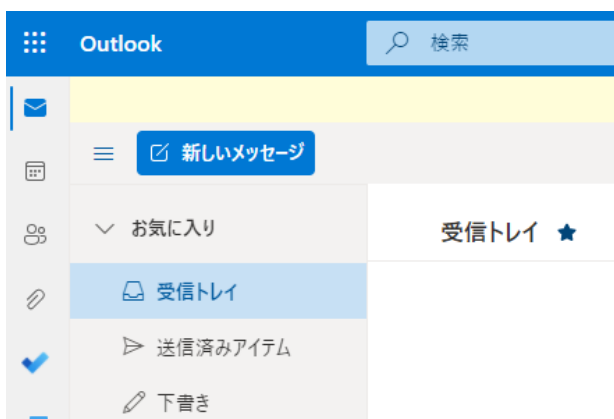 Outlook
検索
新しいメッセージ
お気に入り
受信トレイ
受信トレイ
送信済みアイテム
下書き